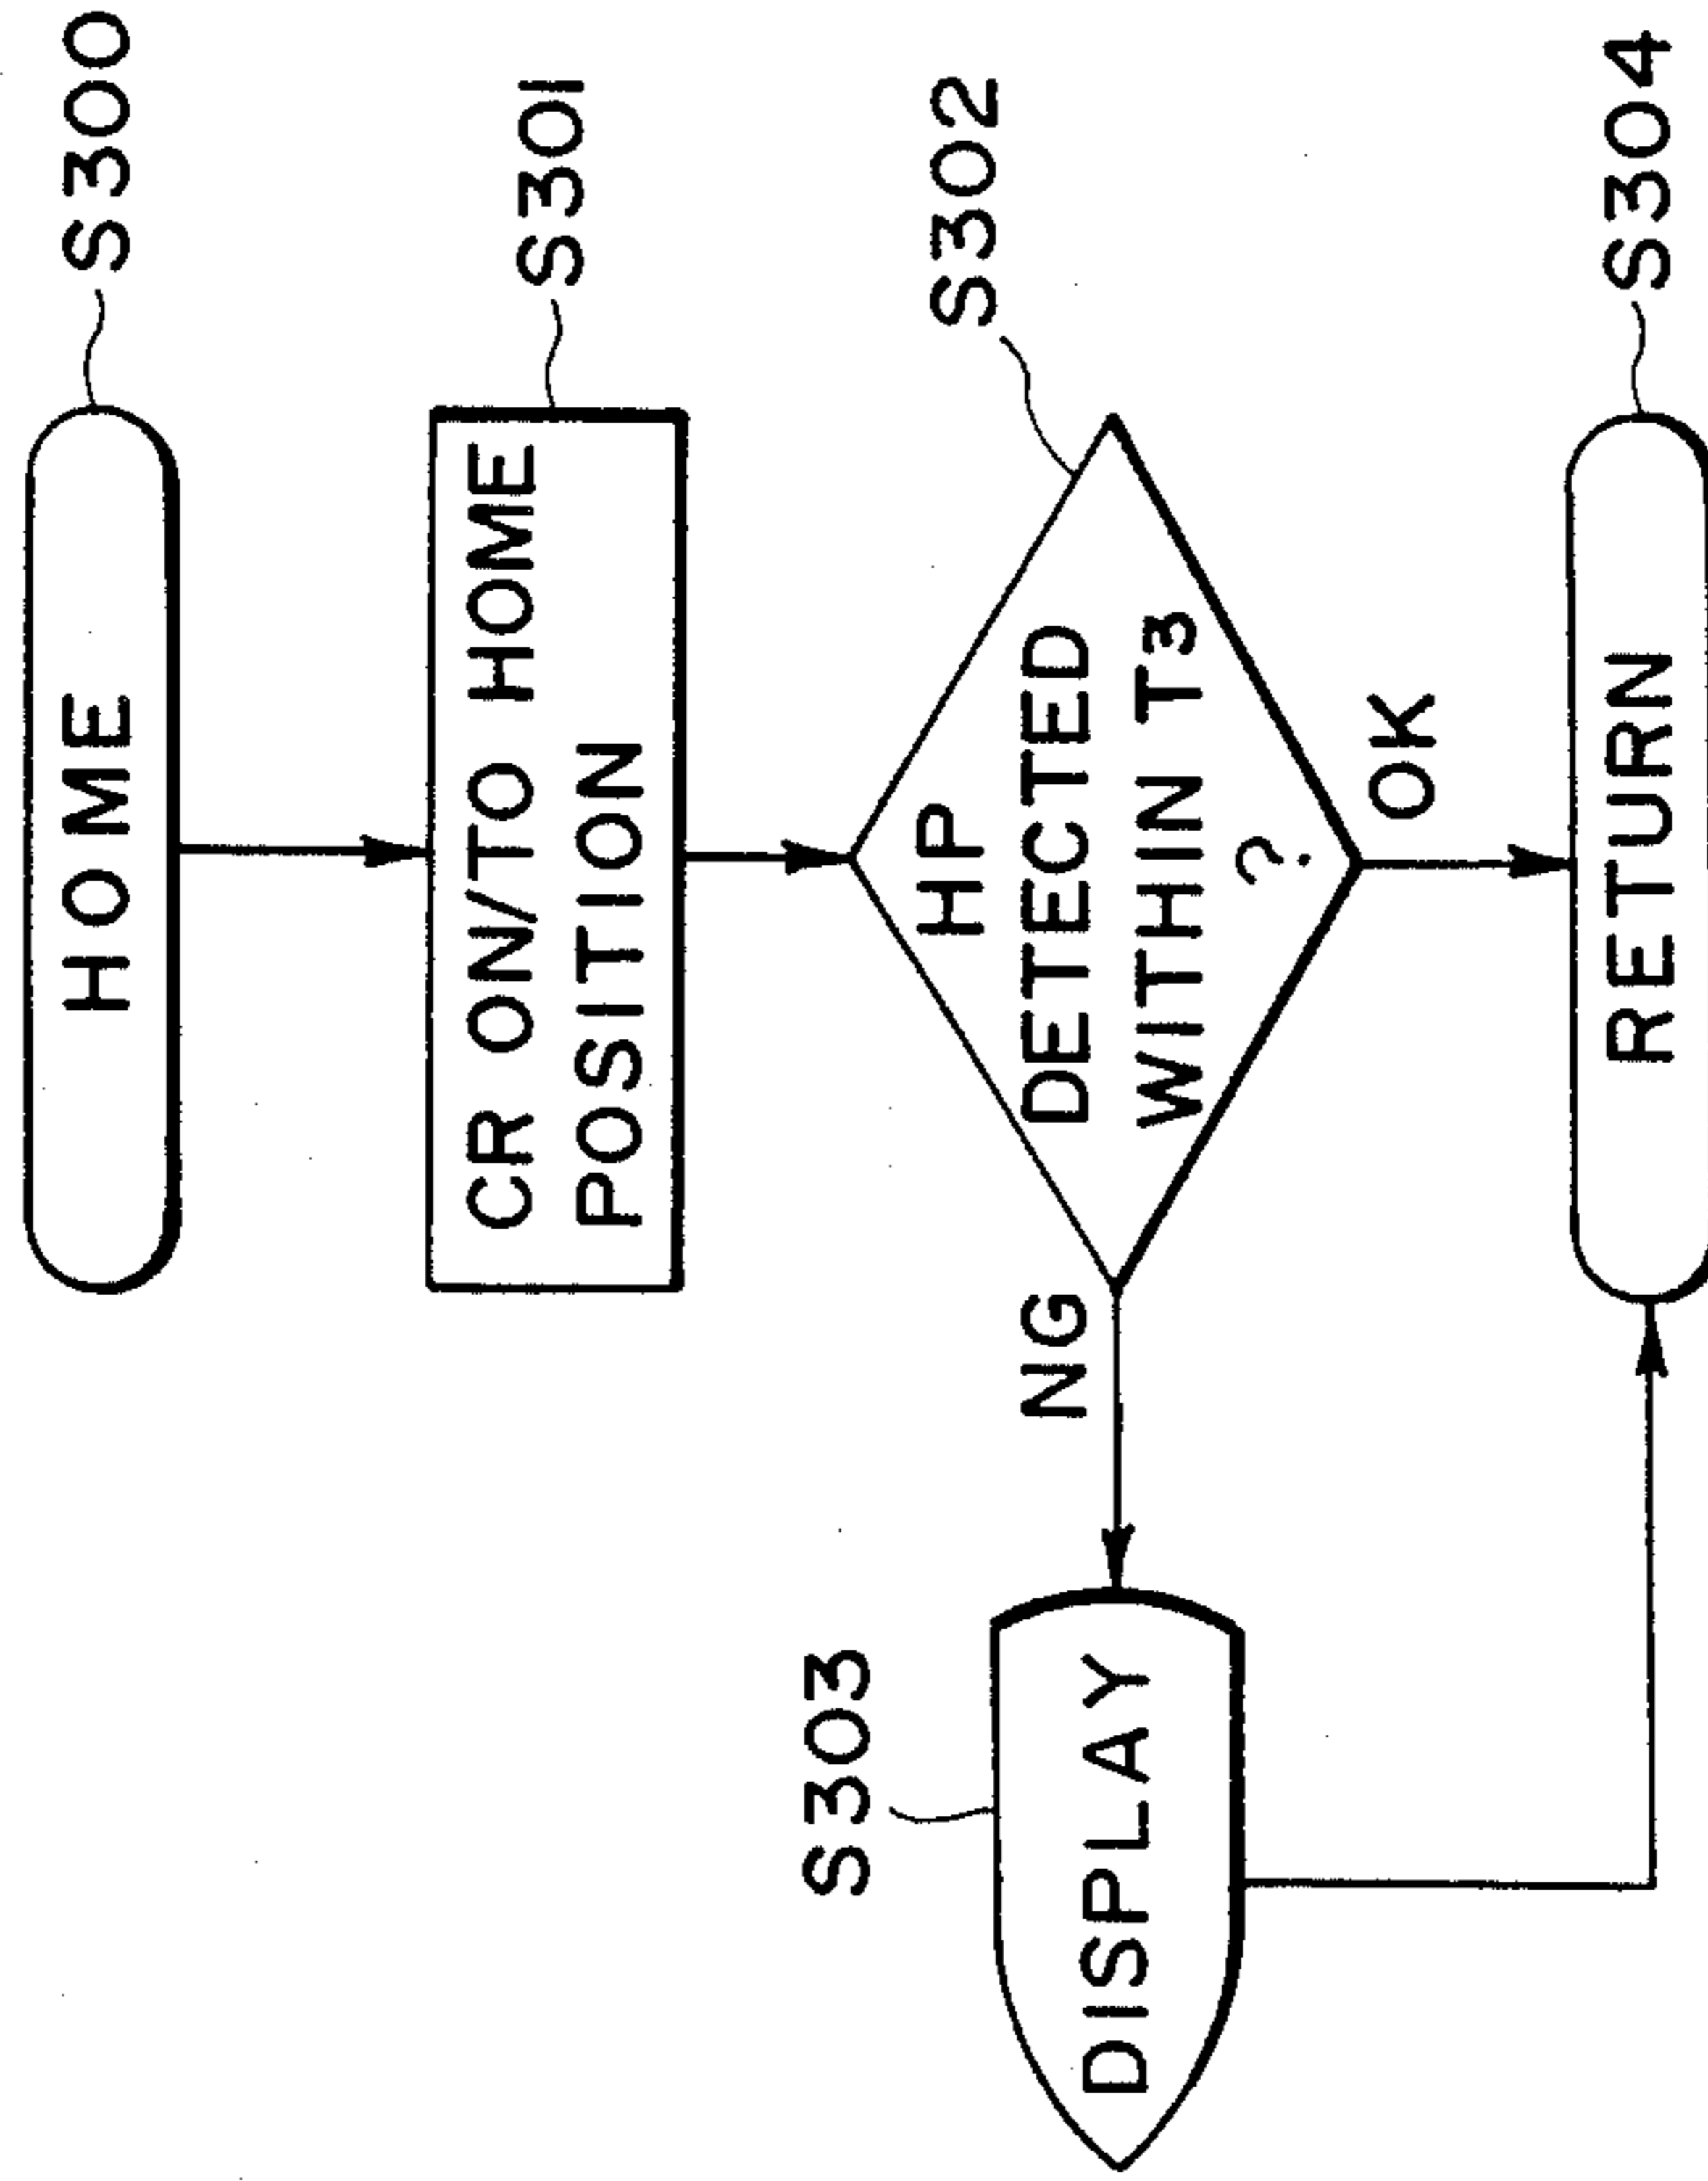 HOME
S300
CR ON/TO HOME
POSITION
S301
HP
DETECTED
WITHIN T3
?
S302
NG
OK
S303
DISPLAY
RETURN
S304